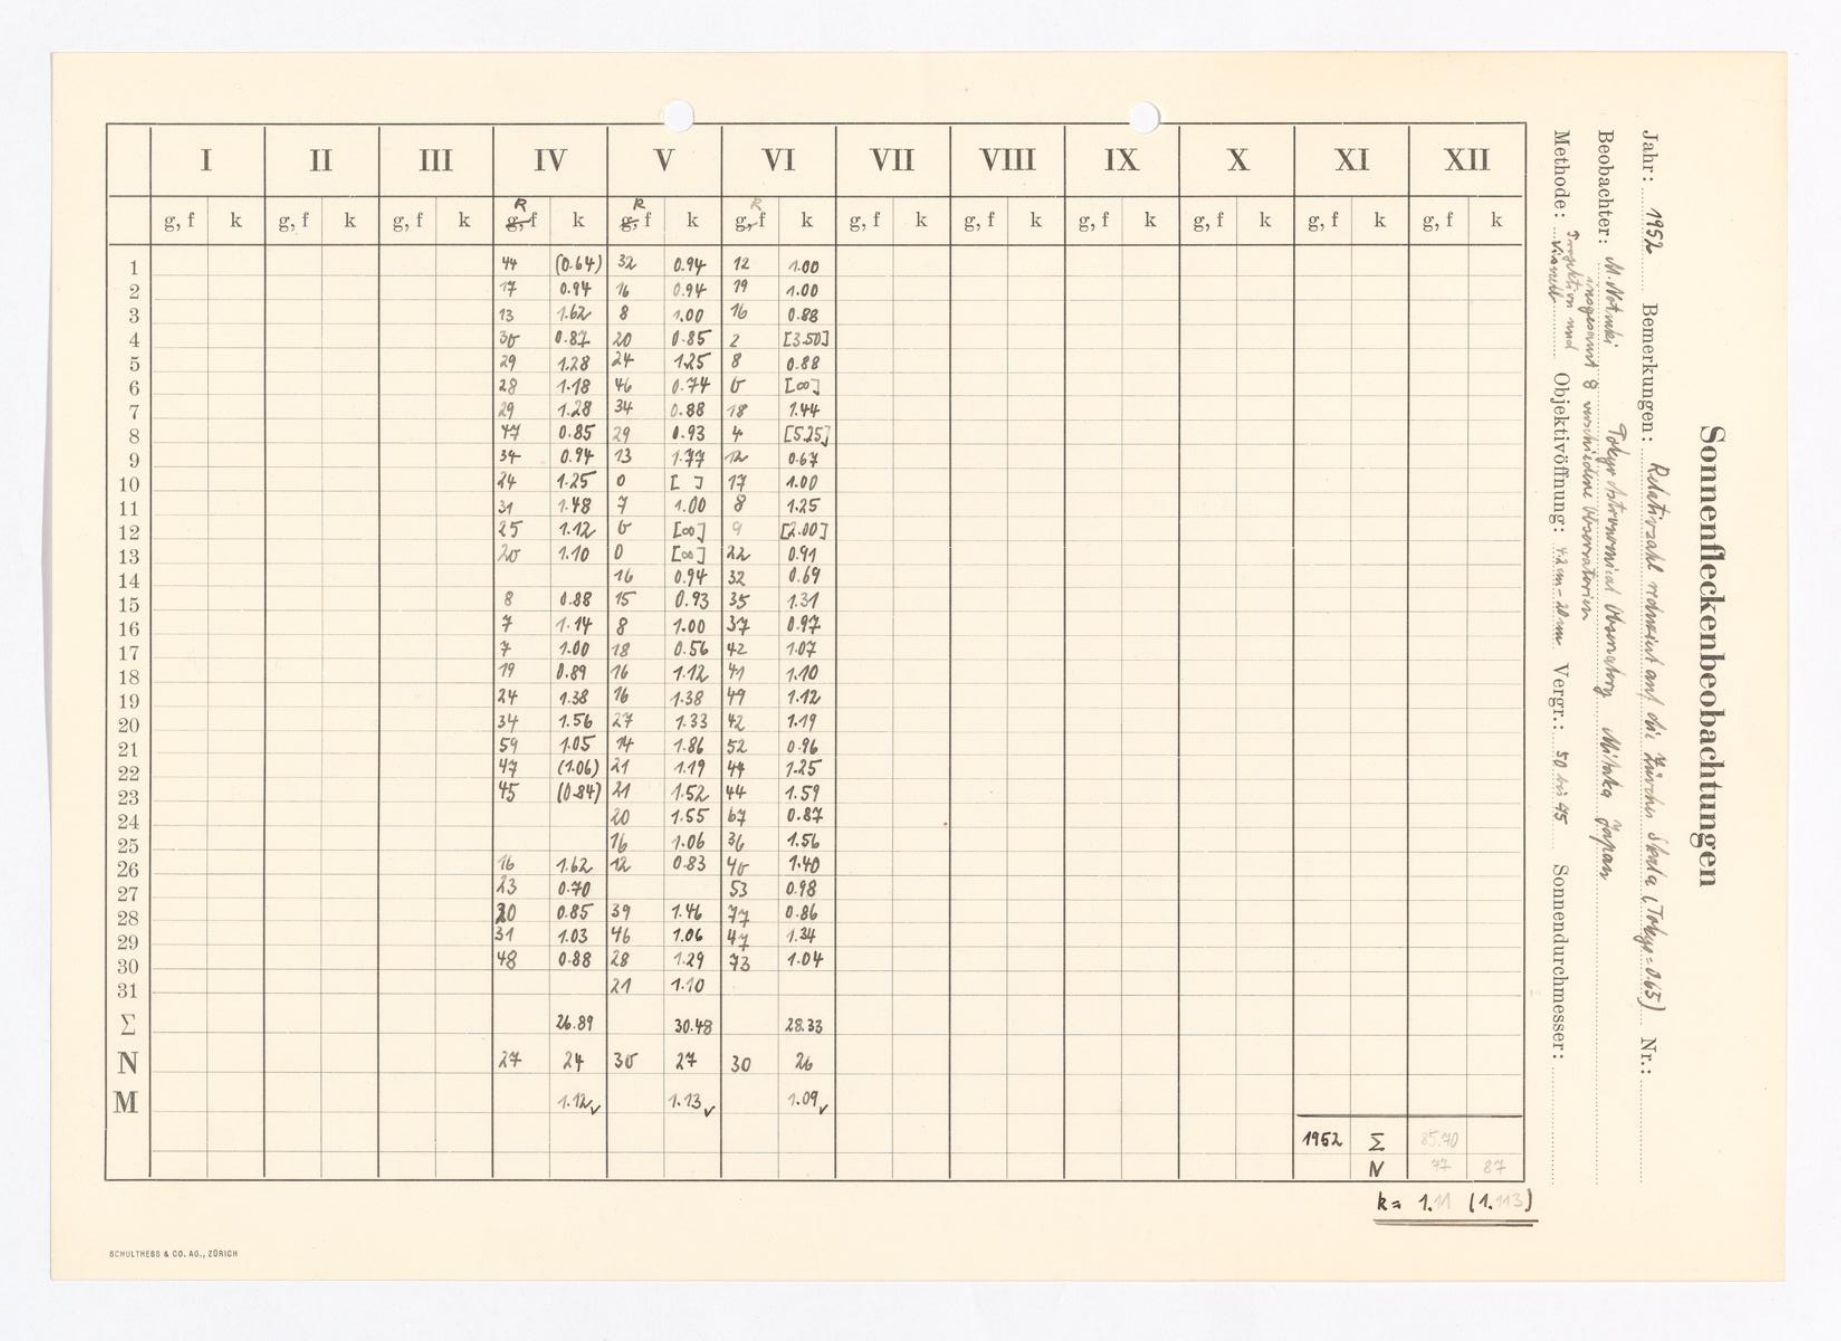 Sonnenfleckenbeobachtungen
Jahr: 1952 Bemerkungen: Relativzahl reduziert auf die Zürcher Skala (Tokyo = 0.65) Nr.:
Beobachter: M. Notuki Tokyo Astronomical Observatory Mitaka Japan
insgesamt 8 verschiedene Observatorien
Projektion und
Methode: visuell Objektivöffnung: 4.2 cm - 20 cm Vergr.: 50 bis 45 Sonnendurchmesser:
I II III IV V VI VII VIII IX X XI XII
R R R
g, f k g, f k g, f k g, f k g, f k g, f k g, f k g, f k g, f k g, f k g, f k g, f k
1 44 (0.64) 32 0.94 12 1.00
2 17 0.94 16 0.94 19 1.00
3 13 1.62 8 1.00 16 0.88
4 30 0.87 20 0.85 2 [3.50]
5 29 1.28 24 1.25 8 0.88
6 28 1.18 46 0.74 0 [∞]
7 29 1.28 34 0.88 18 1.44
8 47 0.85 29 0.93 4 [5.25]
9 34 0.94 13 1.77 12 0.67
10 24 1.25 0 [ ] 17 1.00
11 31 1.48 7 1.00 8 1.25
12 25 1.12 0 [∞] 9 [2.00]
13 20 1.10 0 [∞] 22 0.91
14 16 0.94 32 0.69
15 8 0.88 15 0.93 35 1.31
16 7 1.14 8 1.00 37 0.97
17 7 1.00 18 0.56 42 1.07
18 19 0.89 16 1.12 41 1.10
19 24 1.38 16 1.38 49 1.12
20 34 1.56 27 1.33 42 1.19
21 59 1.05 14 1.86 52 0.96
22 47 (1.06) 21 1.19 44 1.25
23 45 (0.84) 21 1.52 44 1.59
24 20 1.55 67 0.87
25 16 1.06 36 1.56
26 16 1.62 12 0.83 40 1.40
27 23 0.70 53 0.98
28 20 0.85 39 1.46 77 0.86
29 31 1.03 46 1.06 47 1.34
30 48 0.88 28 1.29 73 1.04
31 21 1.10
Σ 26.89 30.48 28.33
N 27 24 30 27 30 26
M 1.12✓ 1.13✓ 1.09✓
1952 Σ 85.70
N 77 87
k = 1.11 (1.113)
SCHULTHESS & CO. AG., ZÜRICH